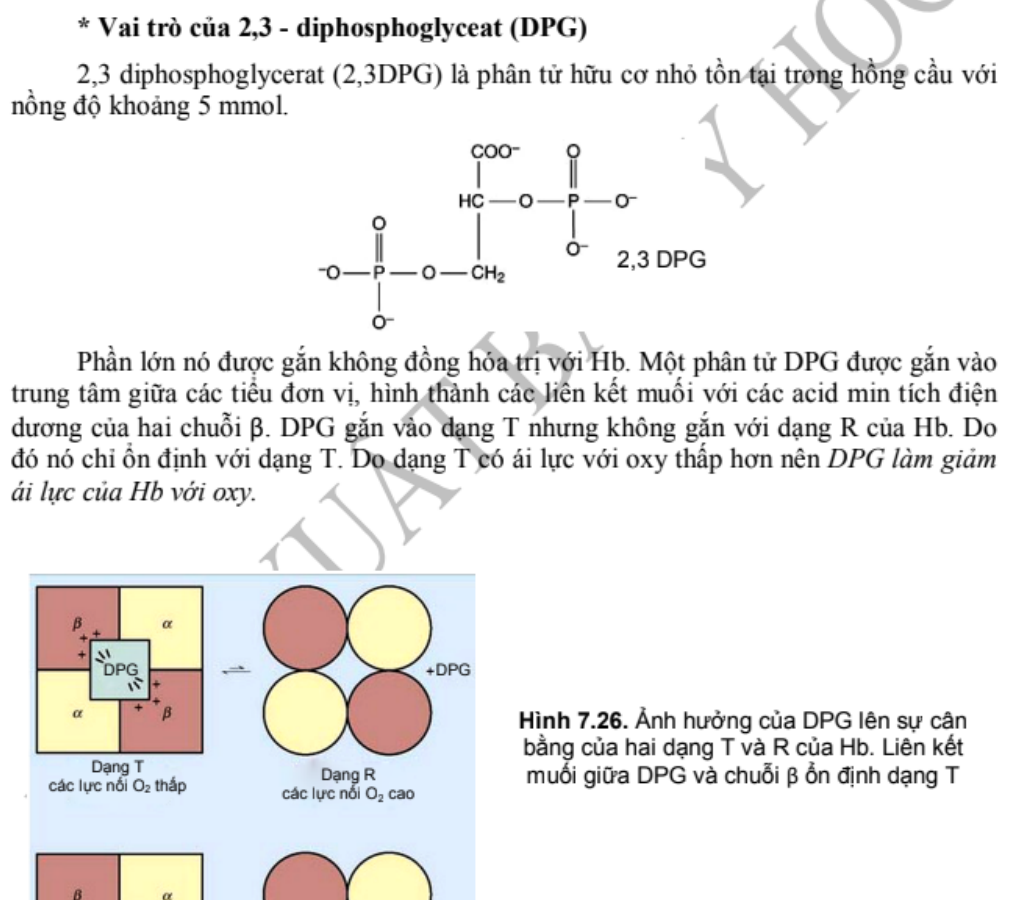 * Vai trò của 2,3 - diphosphoglyceat (DPG)
2,3 diphosphoglycerat (2,3DPG) là phân tử hữu cơ nhỏ tồn tại trong hồng cầu với
nồng độ khoảng 5 mmol.
Y HỌC
COO⁻
O
HC — O — P — O⁻
O
O⁻
2,3 DPG
⁻O — P — O — CH₂
O⁻
Phần lớn nó được gắn không đồng hóa trị với Hb. Một phân tử DPG được gắn vào
trung tâm giữa các tiểu đơn vị, hình thành các liên kết muối với các acid min tích điện
dương của hai chuỗi β. DPG gắn vào dạng T nhưng không gắn với dạng R của Hb. Do
đó nó chỉ ổn định với dạng T. Do dạng T có ái lực với oxy thấp hơn nên DPG làm giảm
ái lực của Hb với oxy.
XUẤT BẢ
β
α
+ +
+
DPG
+
+ +
α
β
⇌
+DPG
Dạng T
các lực nối O₂ thấp
Dạng R
các lực nối O₂ cao
Hình 7.26. Ảnh hưởng của DPG lên sự cân
bằng của hai dạng T và R của Hb. Liên kết
muối giữa DPG và chuỗi β ổn định dạng T
β
α